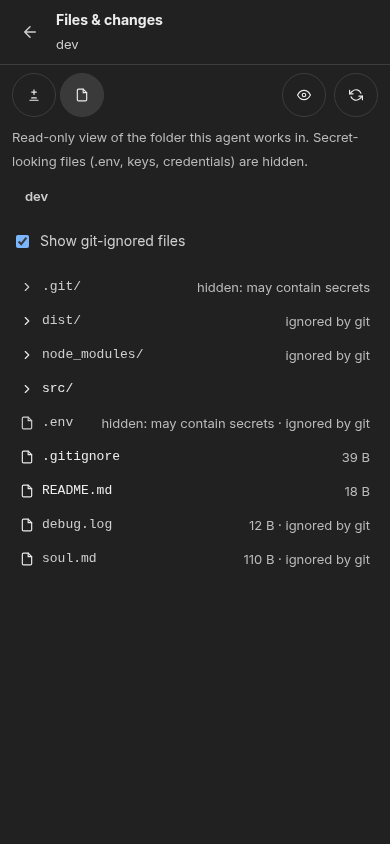 Files & changes
dev
Read-only view of the folder this agent works in. Secret-
looking files (.env, keys, credentials) are hidden.
dev
Show git-ignored files
.git/ hidden: may contain secrets
dist/ ignored by git
node_modules/ ignored by git
src/
.env hidden: may contain secrets · ignored by git
.gitignore 39 B
README.md 18 B
debug.log 12 B · ignored by git
soul.md 110 B · ignored by git